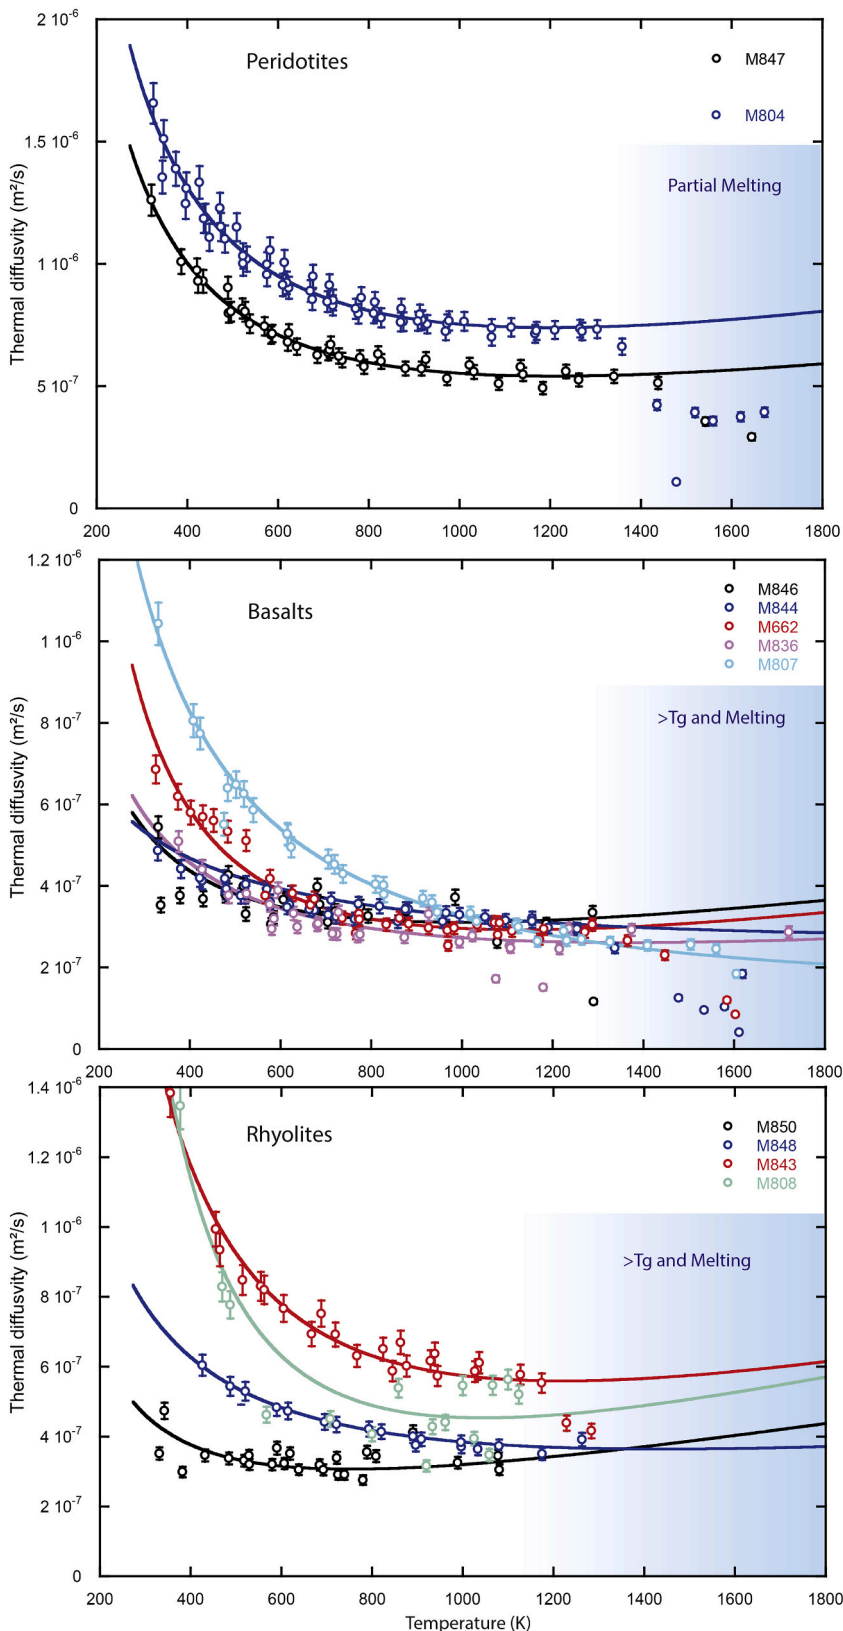 2 10⁻⁶
Peridotites
M847
M804
1.5 10⁻⁶
Partial Melting
1 10⁻⁶
Thermal diffusvity (m²/s)
5 10⁻⁷
0
200 400 600 800 1000 1200 1400 1600 1800
1.2 10⁻⁶
Basalts
M846
M844
M662
M836
M807
1 10⁻⁶
>Tg and Melting
8 10⁻⁷
Thermal diffusvity (m²/s)
6 10⁻⁷
4 10⁻⁷
2 10⁻⁷
0
200 400 600 800 1000 1200 1400 1600 1800
1.4 10⁻⁶
Rhyolites
M850
M848
M843
M808
1.2 10⁻⁶
1 10⁻⁶
>Tg and Melting
Thermal diffusvity (m²/s)
8 10⁻⁷
6 10⁻⁷
4 10⁻⁷
2 10⁻⁷
0
200 400 600 800 1000 1200 1400 1600 1800
Temperature (K)